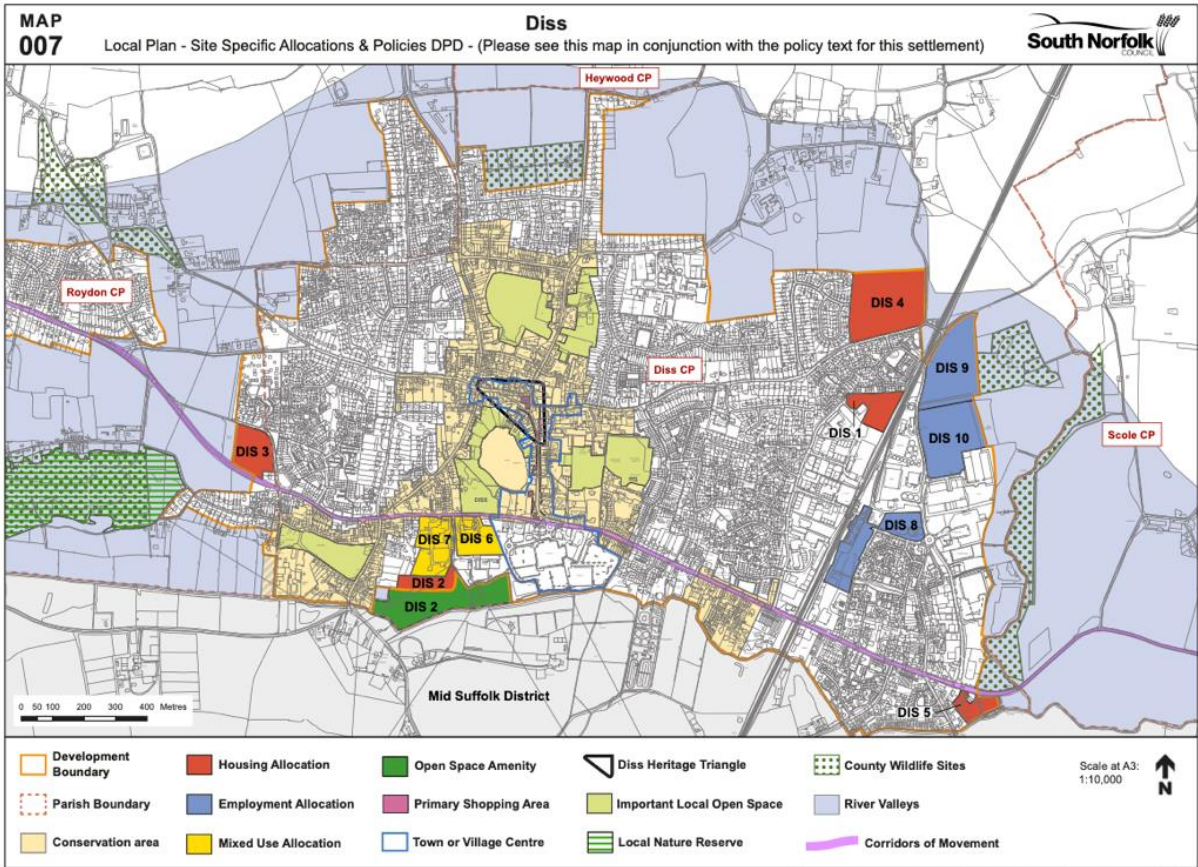 MAP
007
Diss
Local Plan - Site Specific Allocations & Policies DPD - (Please see this map in conjunction with the policy text for this settlement)
South Norfolk
COUNCIL
Heywood CP
Roydon CP
DIS 4
Diss CP
DIS 9
DIS 1
DIS 10
Scole CP
DIS 3
DISS
DIS 7
DIS 6
DIS 8
DIS 2
DIS 2
Mid Suffolk District
DIS 5
0 50 100 200 300 400 Metres
Development
Boundary
Housing Allocation
Open Space Amenity
Diss Heritage Triangle
County Wildlife Sites
Scale at A3:
1:10,000
N
Parish Boundary
Employment Allocation
Primary Shopping Area
Important Local Open Space
River Valleys
Conservation area
Mixed Use Allocation
Town or Village Centre
Local Nature Reserve
Corridors of Movement